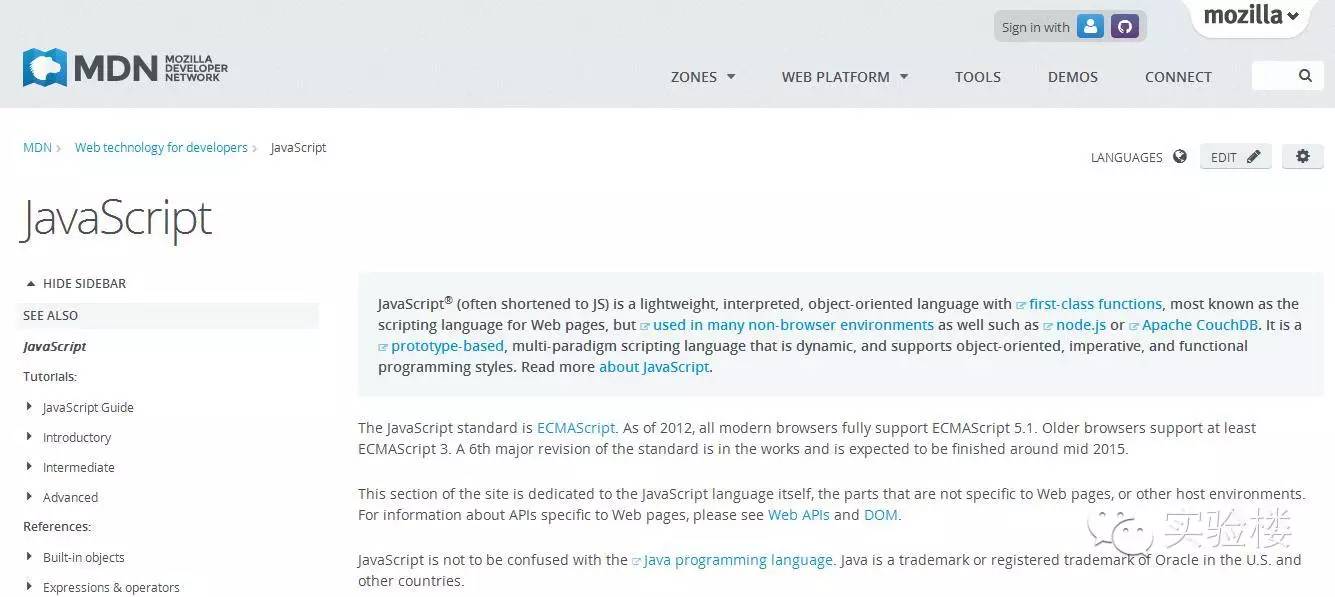 Sign in with
mozilla
MDN MOZILLA
DEVELOPER
NETWORK
ZONES WEB PLATFORM TOOLS DEMOS CONNECT
MDN Web technology for developers JavaScript
LANGUAGES EDIT
JavaScript
HIDE SIDEBAR
SEE ALSO
JavaScript
Tutorials:
JavaScript Guide
Introductory
Intermediate
Advanced
References:
Built-in objects
Expressions & operators
JavaScript® (often shortened to JS) is a lightweight, interpreted, object-oriented language with first-class functions, most known as the
scripting language for Web pages, but used in many non-browser environments as well such as node.js or Apache CouchDB. It is a
prototype-based, multi-paradigm scripting language that is dynamic, and supports object-oriented, imperative, and functional
programming styles. Read more about JavaScript.
The JavaScript standard is ECMAScript. As of 2012, all modern browsers fully support ECMAScript 5.1. Older browsers support at least
ECMAScript 3. A 6th major revision of the standard is in the works and is expected to be finished around mid 2015.
This section of the site is dedicated to the JavaScript language itself, the parts that are not specific to Web pages, or other host environments.
For information about APIs specific to Web pages, please see Web APIs and DOM.
实验楼
JavaScript is not to be confused with the Java programming language. Java is a trademark or registered trademark of Oracle in the U.S. and
other countries.